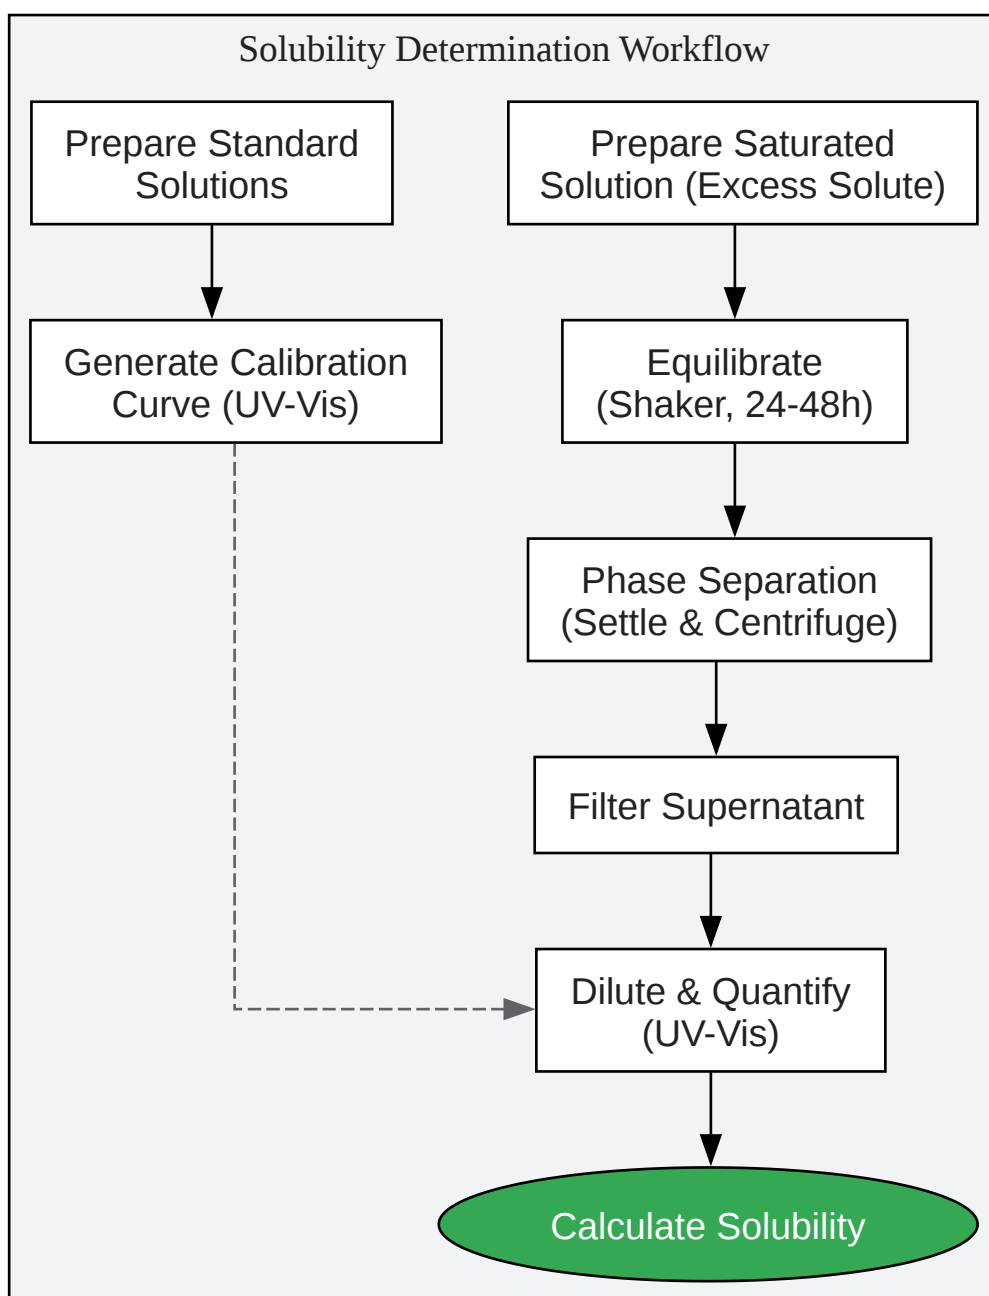 Solubility Determination Workflow
Prepare Standard
Solutions
Prepare Saturated
Solution (Excess Solute)
Generate Calibration
Curve (UV-Vis)
Equilibrate
(Shaker, 24-48h)
Phase Separation
(Settle & Centrifuge)
Filter Supernatant
Dilute & Quantify
(UV-Vis)
Calculate Solubility